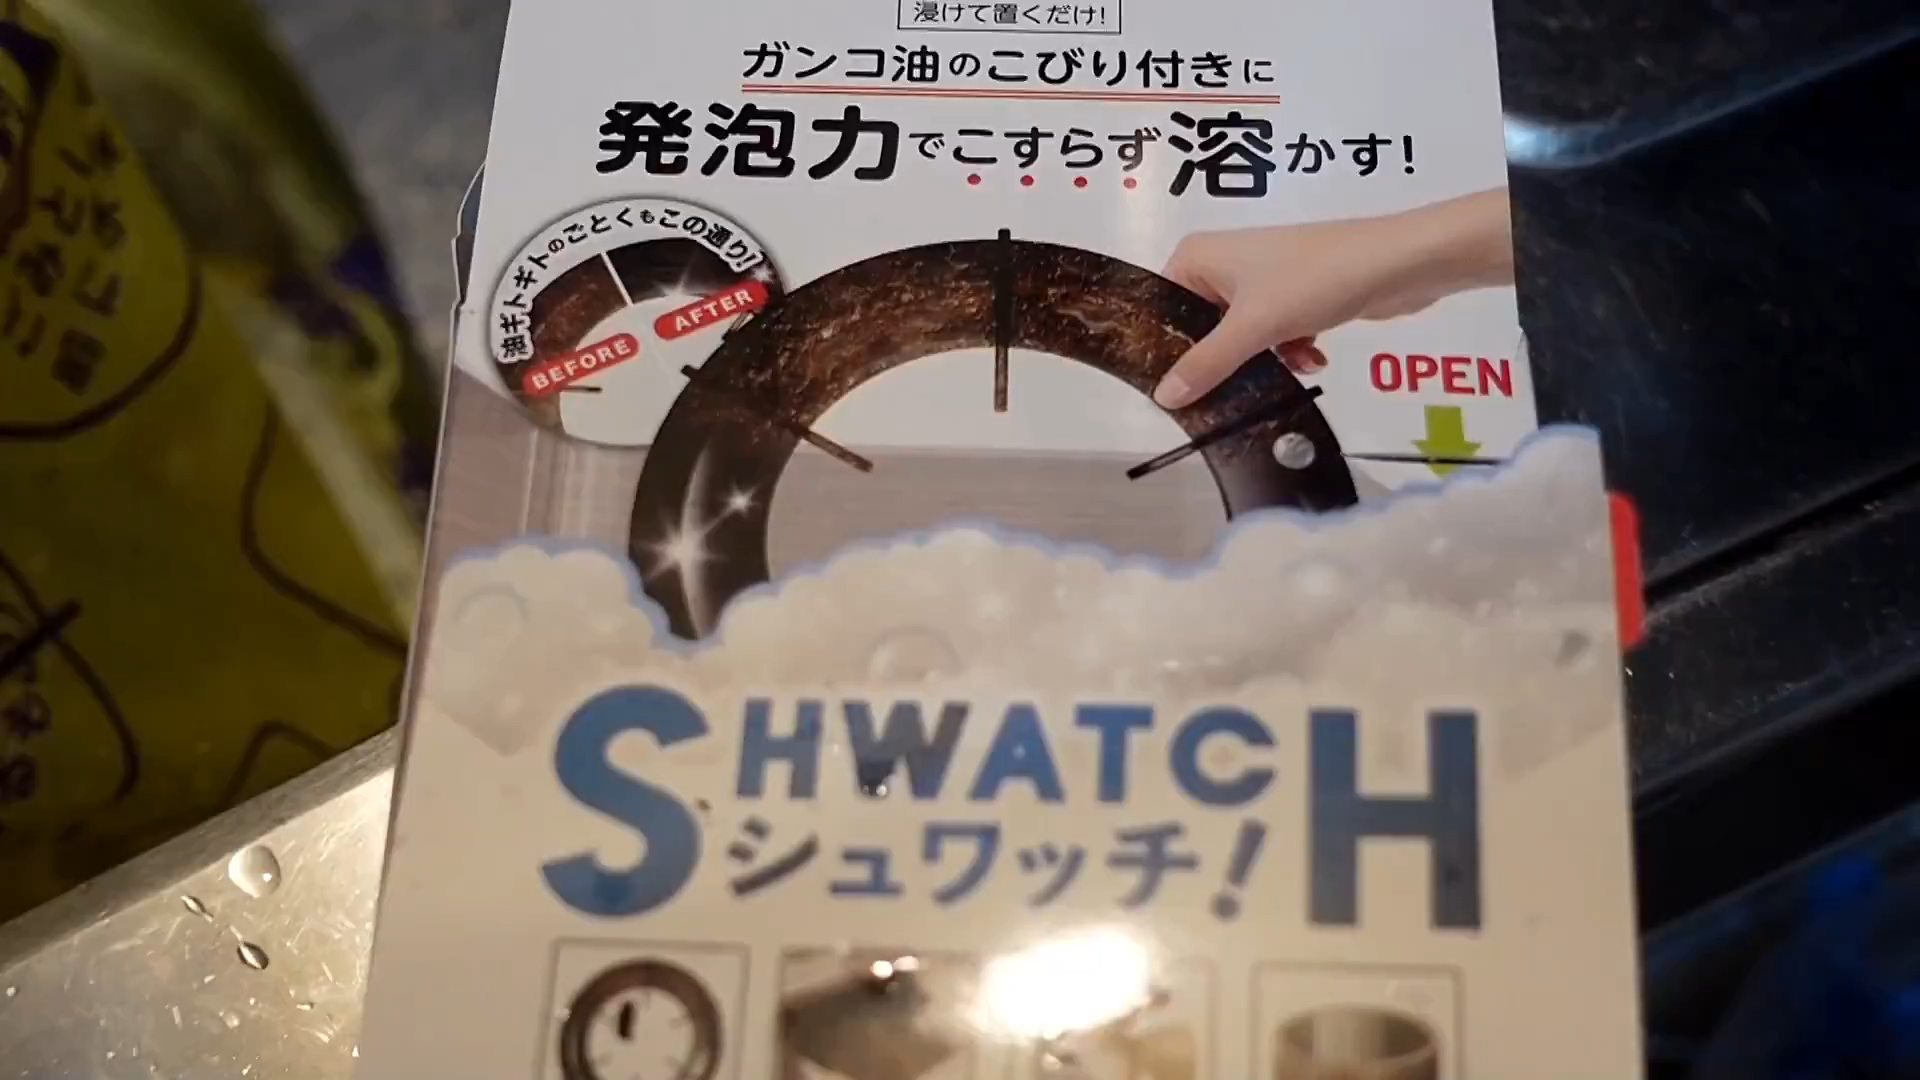 浸けて置くだけ!
ガンコ油のこびり付きに
発泡力でこすらず溶かす!
油ギトギトのごとくもこの通り!
BEFORE
AFTER
OPEN
SHWATCH
シュワッチ!